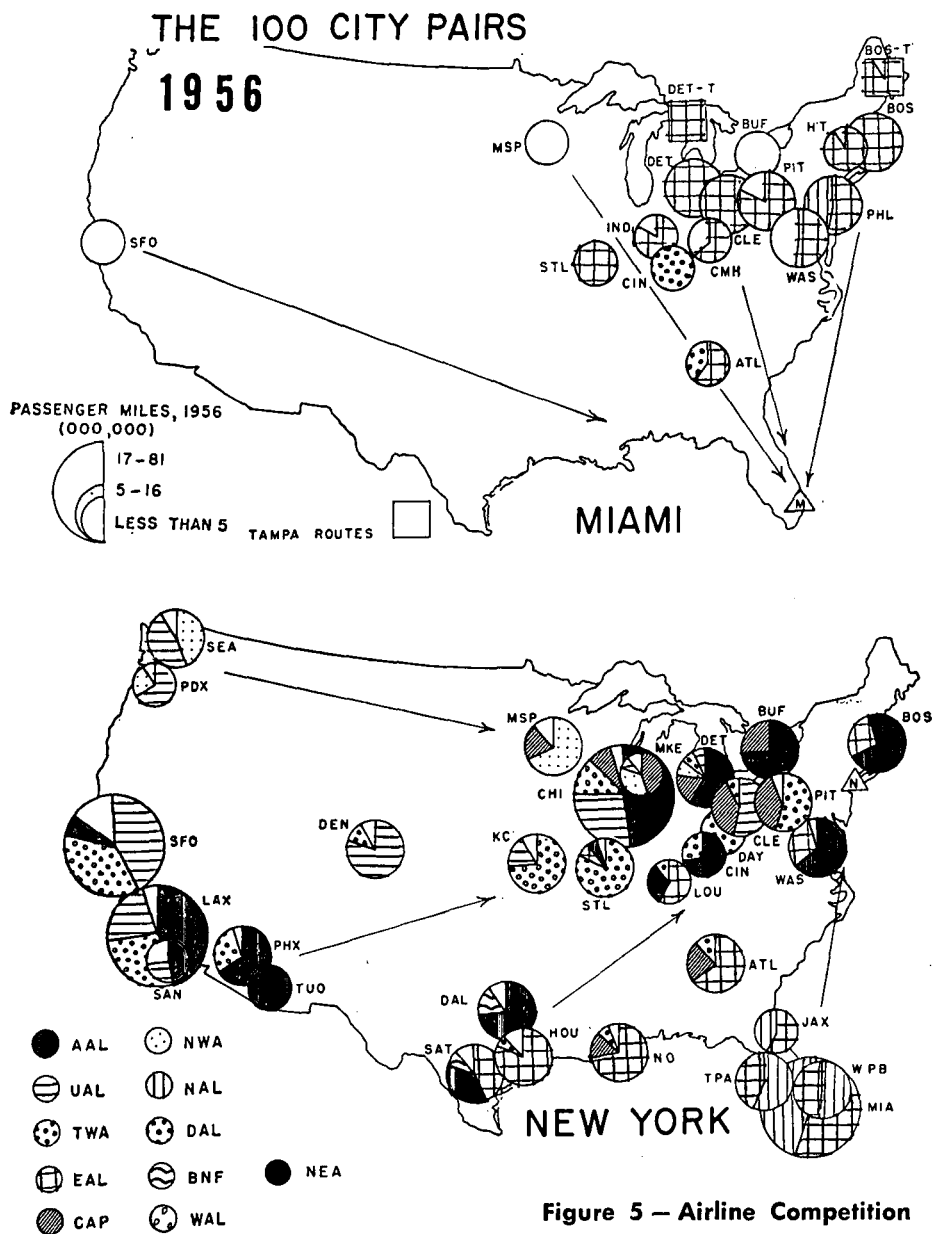 THE 100 CITY PAIRS
1956
BOS-T
DET-T
BOS
BUF
H'T
MSP
PIT
DET
PHL
SFO
IND
CLE
STL
CMH
WAS
CIN
ATL
PASSENGER MILES, 1956
(000,000)
17-81
5-16
LESS THAN 5
TAMPA ROUTES
M
MIAMI
SEA
PDX
MSP
BUF
BOS
MKE
DET
N
CHI
PIT
SFO
DEN
KC
CLE
DAY
CIN
WAS
STL
LOU
LAX
PHX
SAN
TUO
ATL
DAL
JAX
HOU
SAT
NO
TPA
WPB
MIA
NEW YORK
AAL
NWA
UAL
NAL
TWA
DAL
EAL
BNF
NEA
CAP
WAL
Figure 5 — Airline Competition